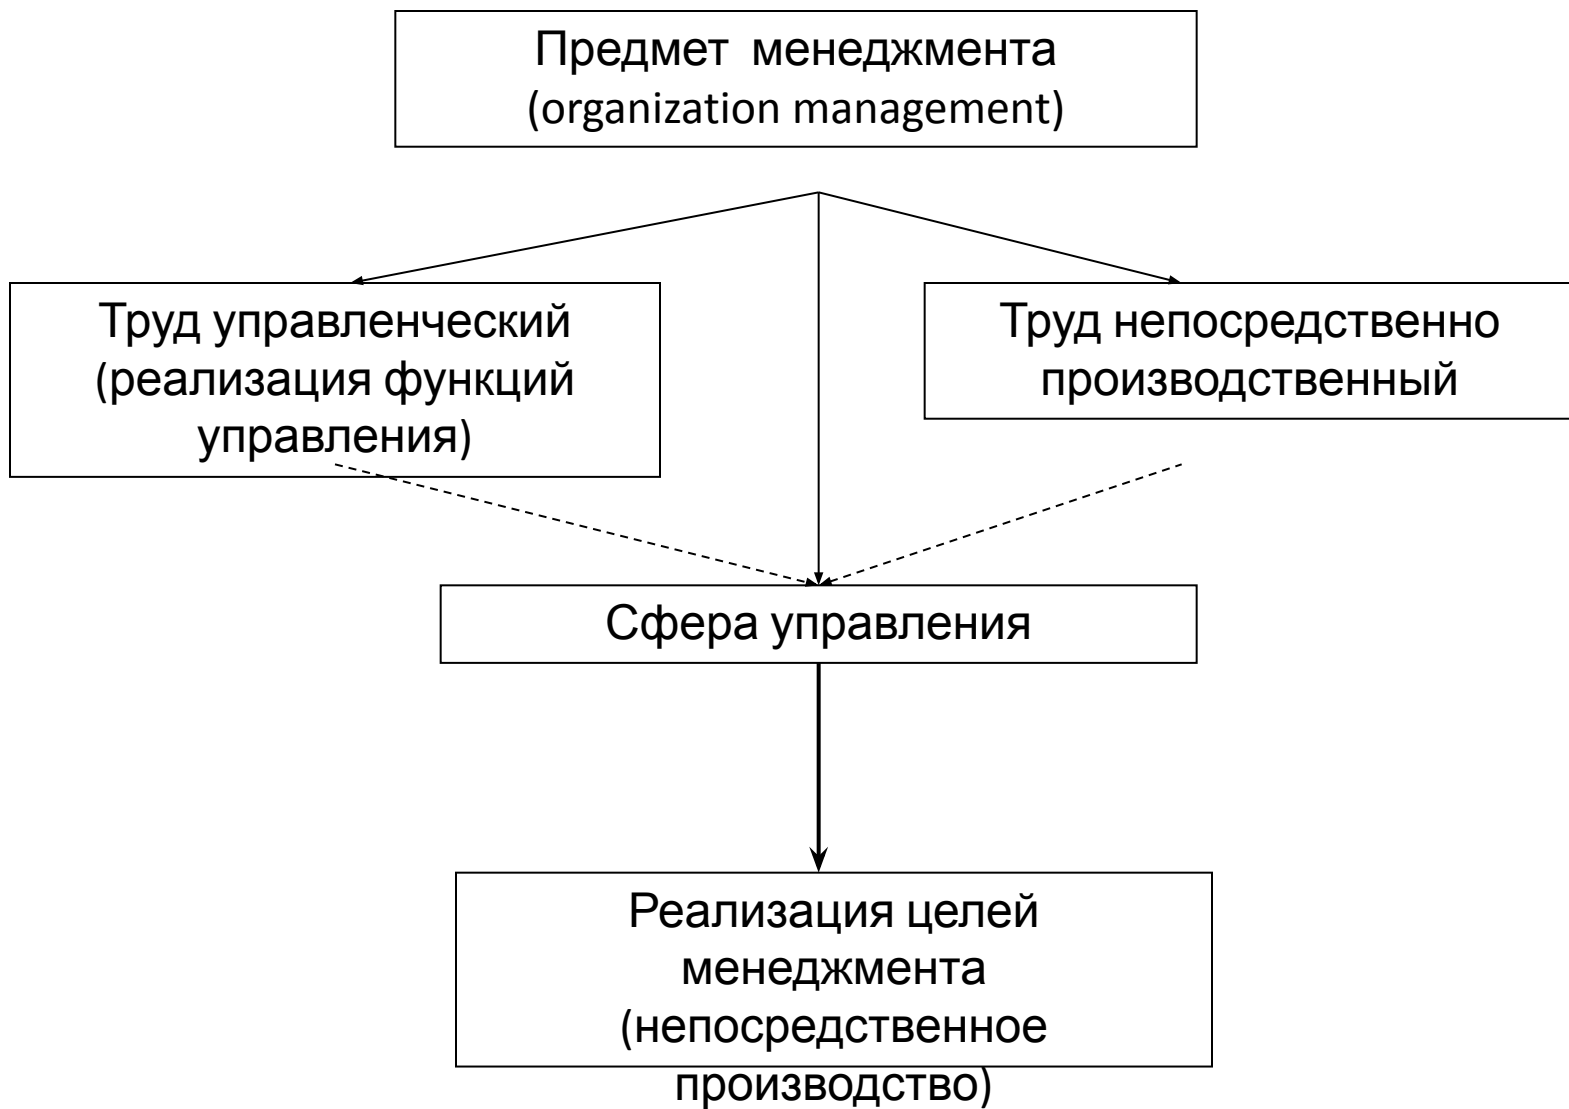 Предмет менеджмента
(organization management)
Труд управленческий
(реализация функций
управления)
Труд непосредственно
производственный
Сфера управления
Реализация целей
менеджмента
(непосредственное
производство)